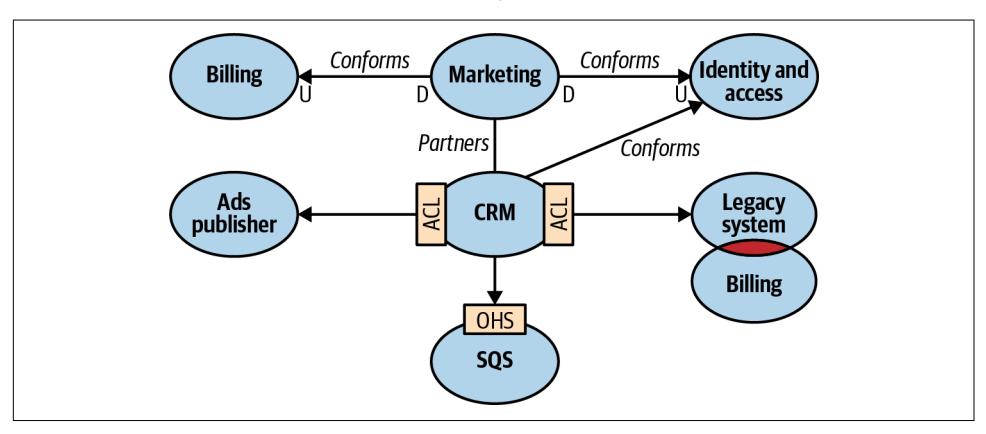 Billing
Conforms
U
D
Marketing
Conforms
D
U
Identity and
access
Partners
Conforms
Ads
publisher
ACL
CRM
ACL
Legacy
system
Billing
OHS
SQS